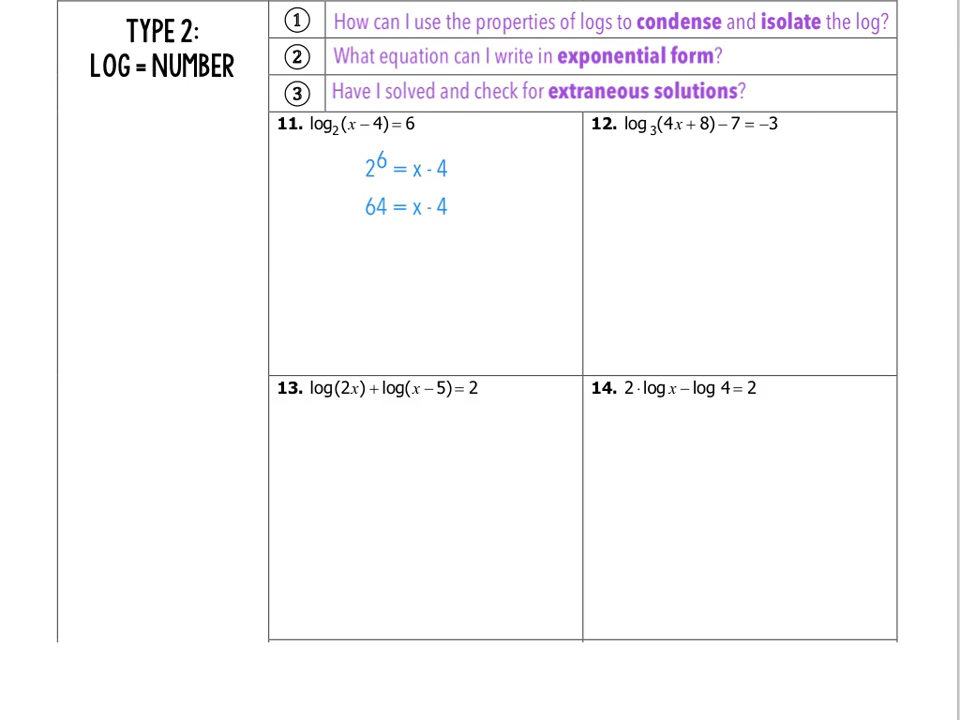 TYPE 2:
LOG = NUMBER
① How can I use the properties of logs to condense and isolate the log?
② What equation can I write in exponential form?
③ Have I solved and check for extraneous solutions?
11. log₂(x − 4) = 6
2⁶ = x - 4
64 = x - 4
12. log₃(4x + 8) − 7 = −3
13. log(2x) + log(x − 5) = 2
14. 2 · log x − log 4 = 2